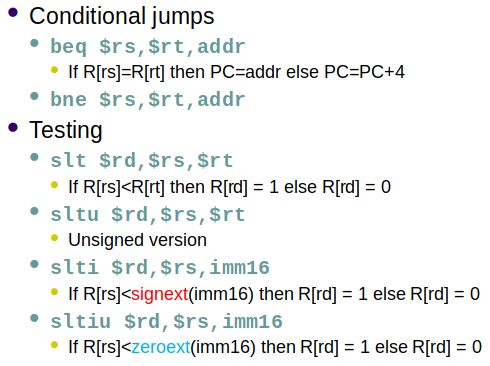 Conditional jumps
beq $rs,$rt,addr
If R[rs]=R[rt] then PC=addr else PC=PC+4
bne $rs,$rt,addr
Testing
slt $rd,$rs,$rt
If R[rs]<R[rt] then R[rd] = 1 else R[rd] = 0
sltu $rd,$rs,$rt
Unsigned version
slti $rd,$rs,imm16
If R[rs]<signext(imm16) then R[rd] = 1 else R[rd] = 0
sltiu $rd,$rs,imm16
If R[rs]<zeroext(imm16) then R[rd] = 1 else R[rd] = 0